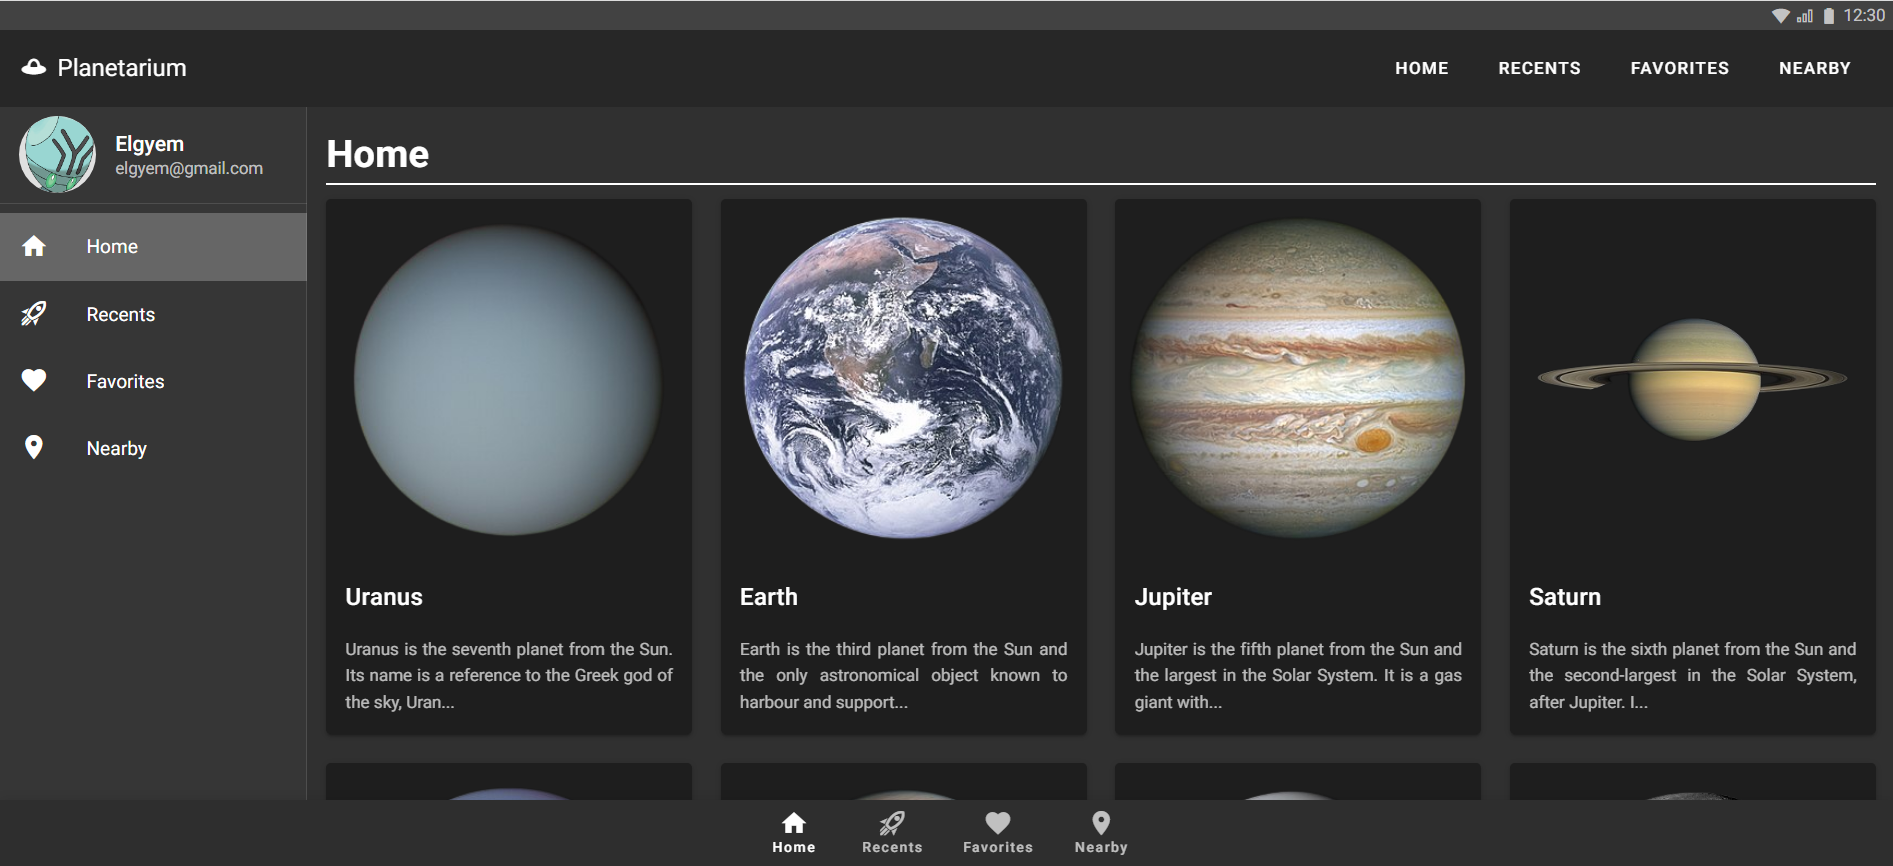 12:30
Planetarium
HOME RECENTS FAVORITES NEARBY
Elgyem
elgyem@gmail.com
Home
Recents
Favorites
Nearby
Home
Uranus
Uranus is the seventh planet from the Sun.
Its name is a reference to the Greek god of
the sky, Uran...
Earth
Earth is the third planet from the Sun and
the only astronomical object known to
harbour and support...
Jupiter
Jupiter is the fifth planet from the Sun and
the largest in the Solar System. It is a gas
giant with...
Saturn
Saturn is the sixth planet from the Sun and
the second-largest in the Solar System,
after Jupiter. I...
Home Recents Favorites Nearby